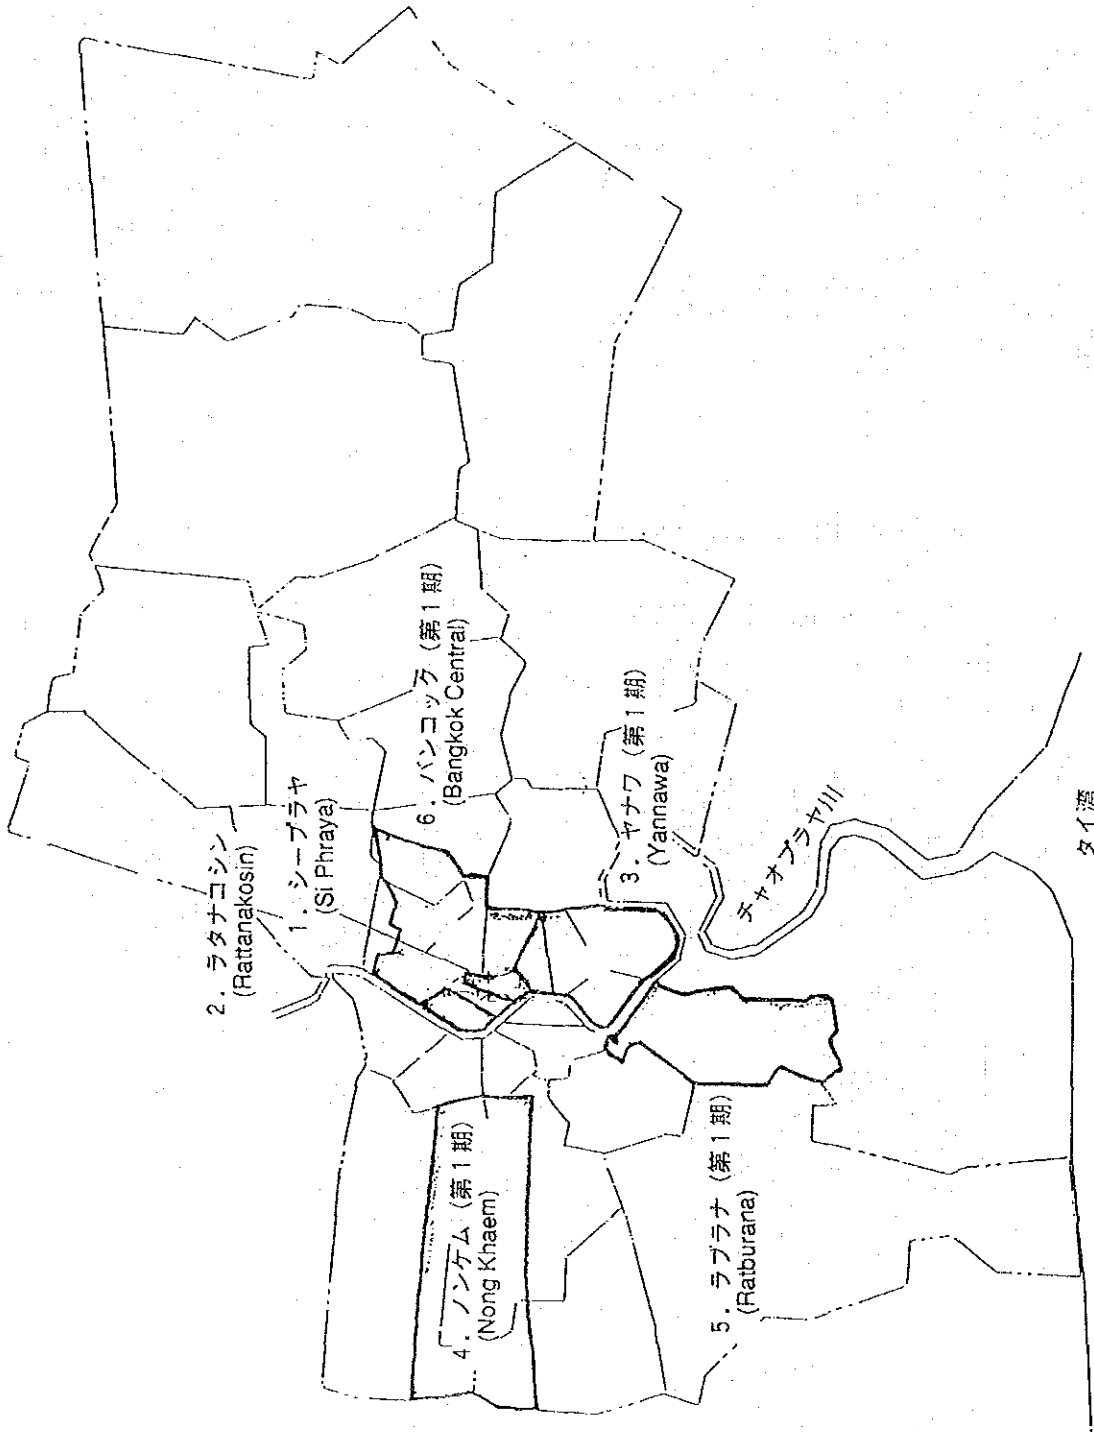 2. ラタナコシン
(Rattanakosin)
1. シープラヤ
(Si Phraya)
6. バンコック (第1期)
(Bangkok Central)
3. ヤナワ (第1期)
(Yannawa)
チャオプラヤ川
4. ノンケム (第1期)
(Nong Khaem)
5. ラブラナ (第1期)
(Ratburana)
タイ湾